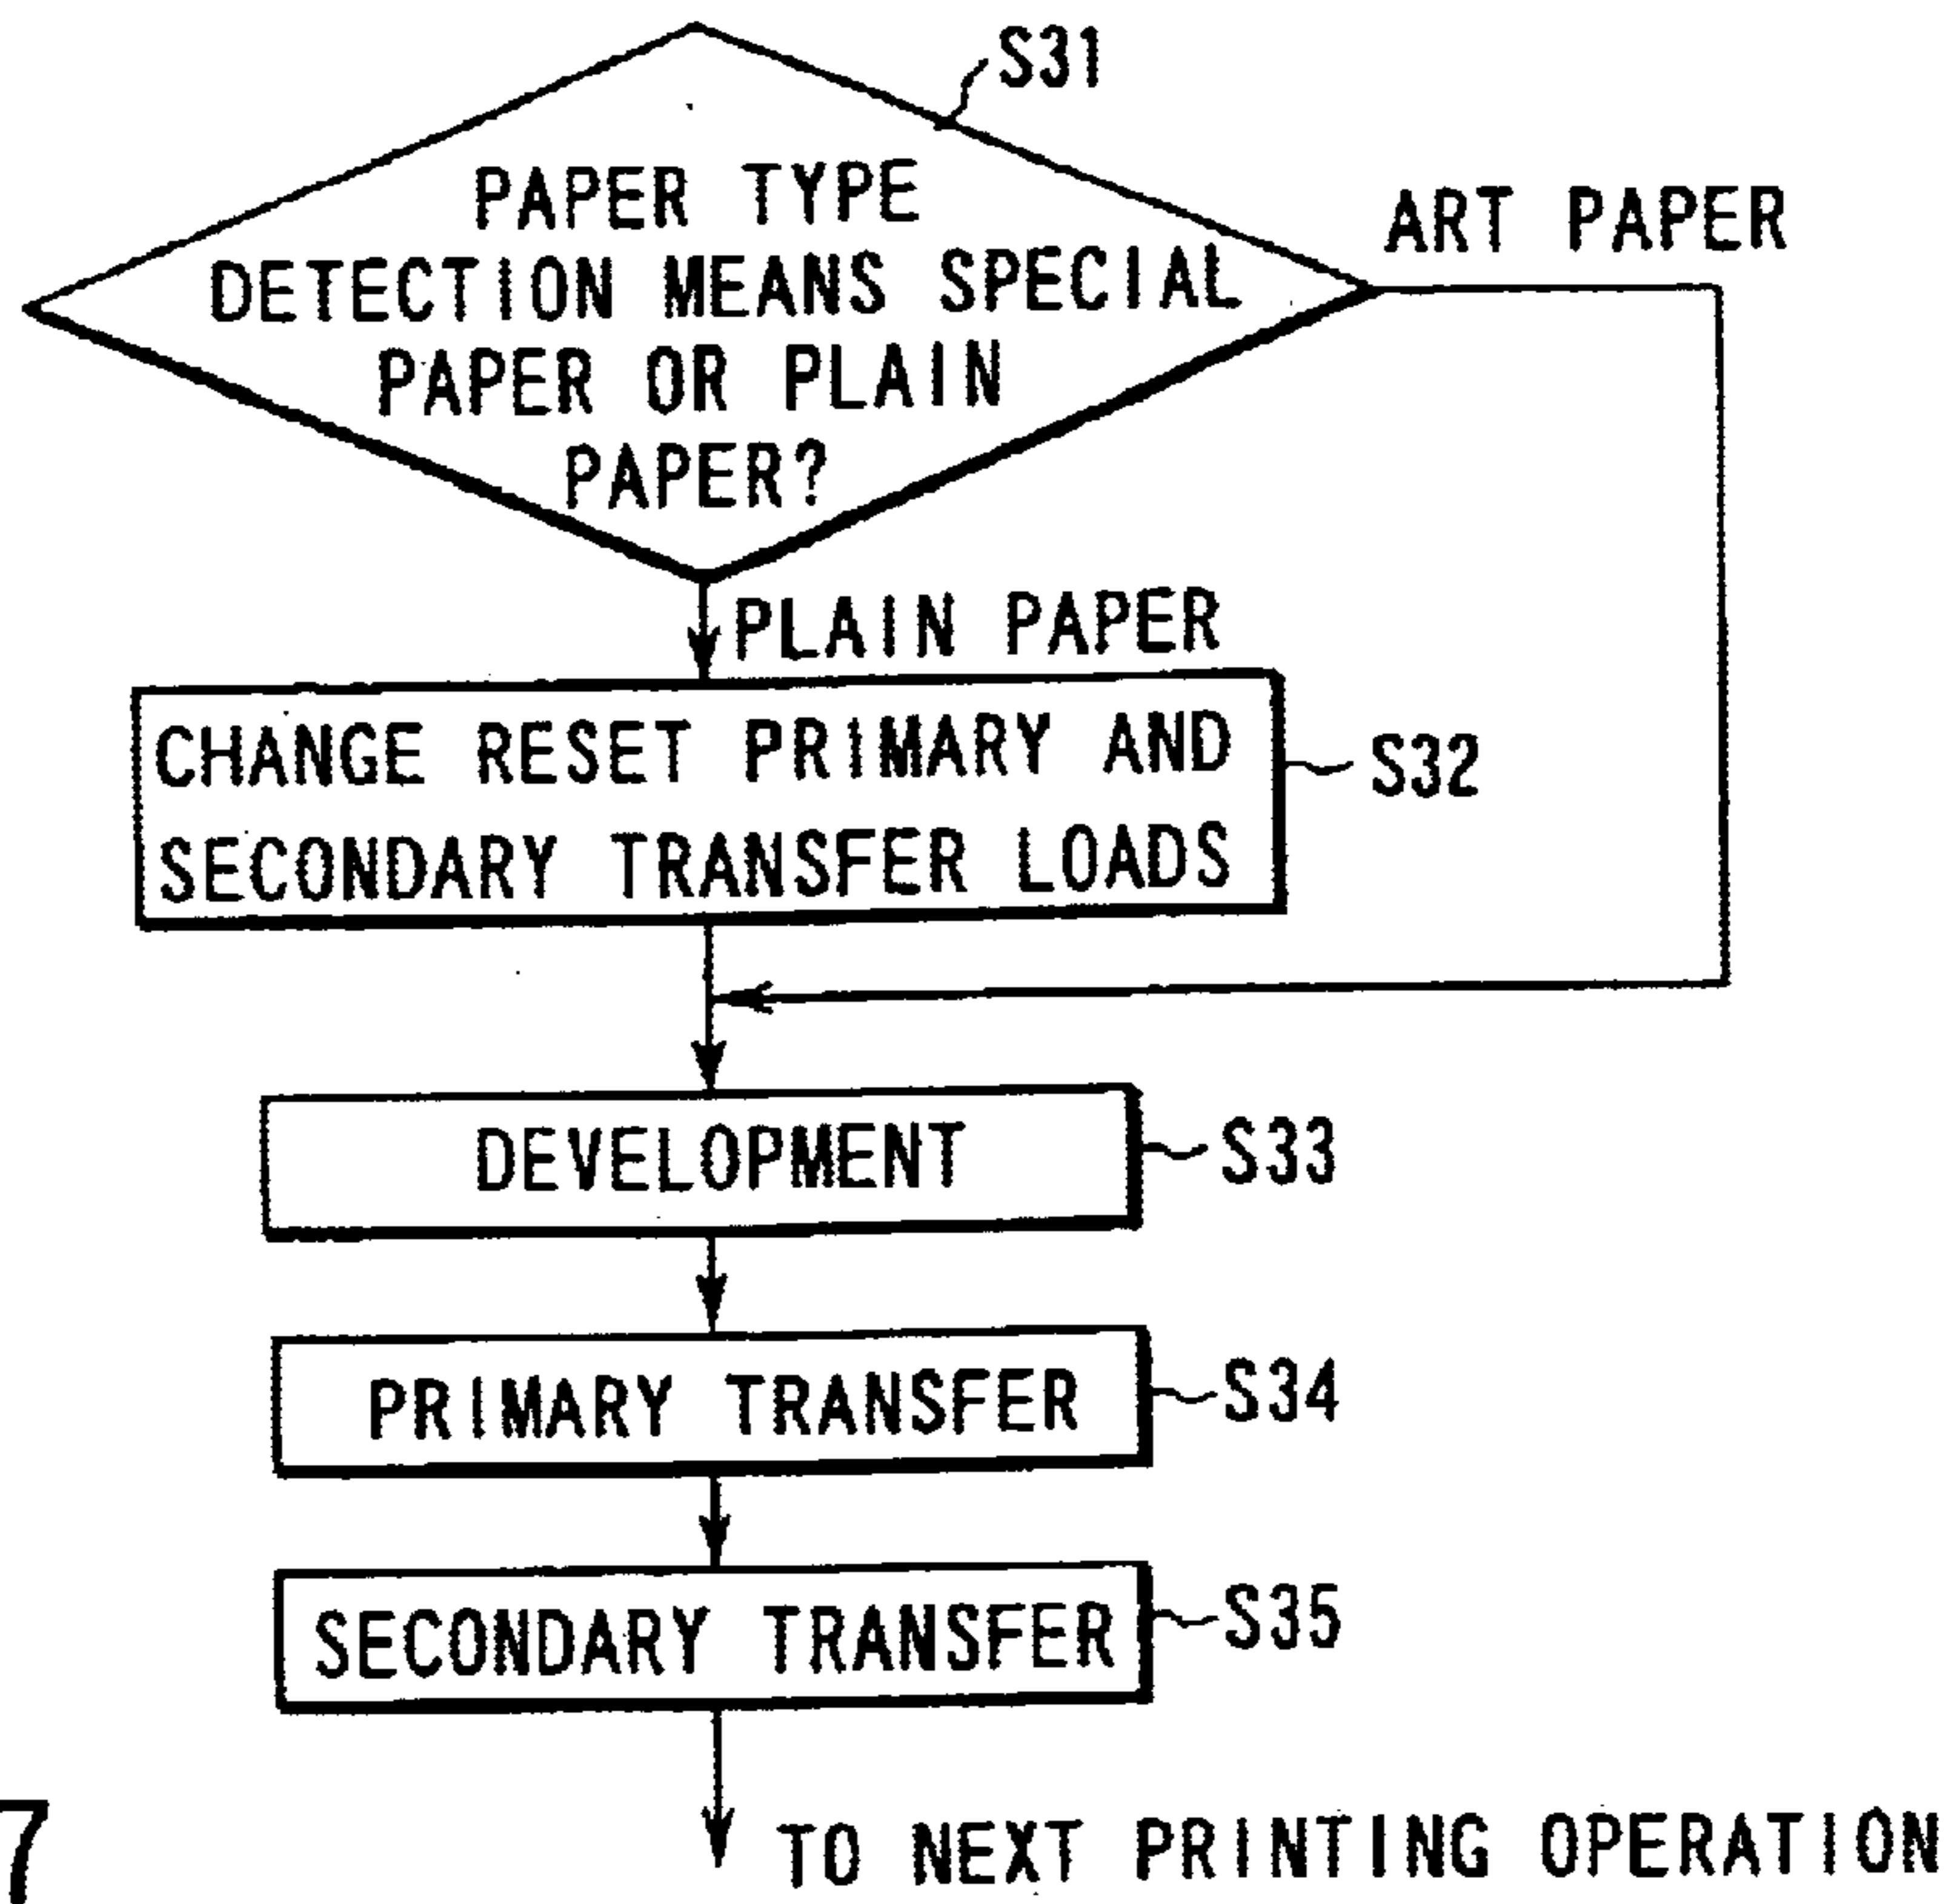 S31
PAPER TYPE
DETECTION MEANS SPECIAL
PAPER OR PLAIN
PAPER?
ART PAPER
PLAIN PAPER
CHANGE RESET PRIMARY AND
SECONDARY TRANSFER LOADS
S32
DEVELOPMENT
S33
PRIMARY TRANSFER
S34
SECONDARY TRANSFER
S35
TO NEXT PRINTING OPERATION
7